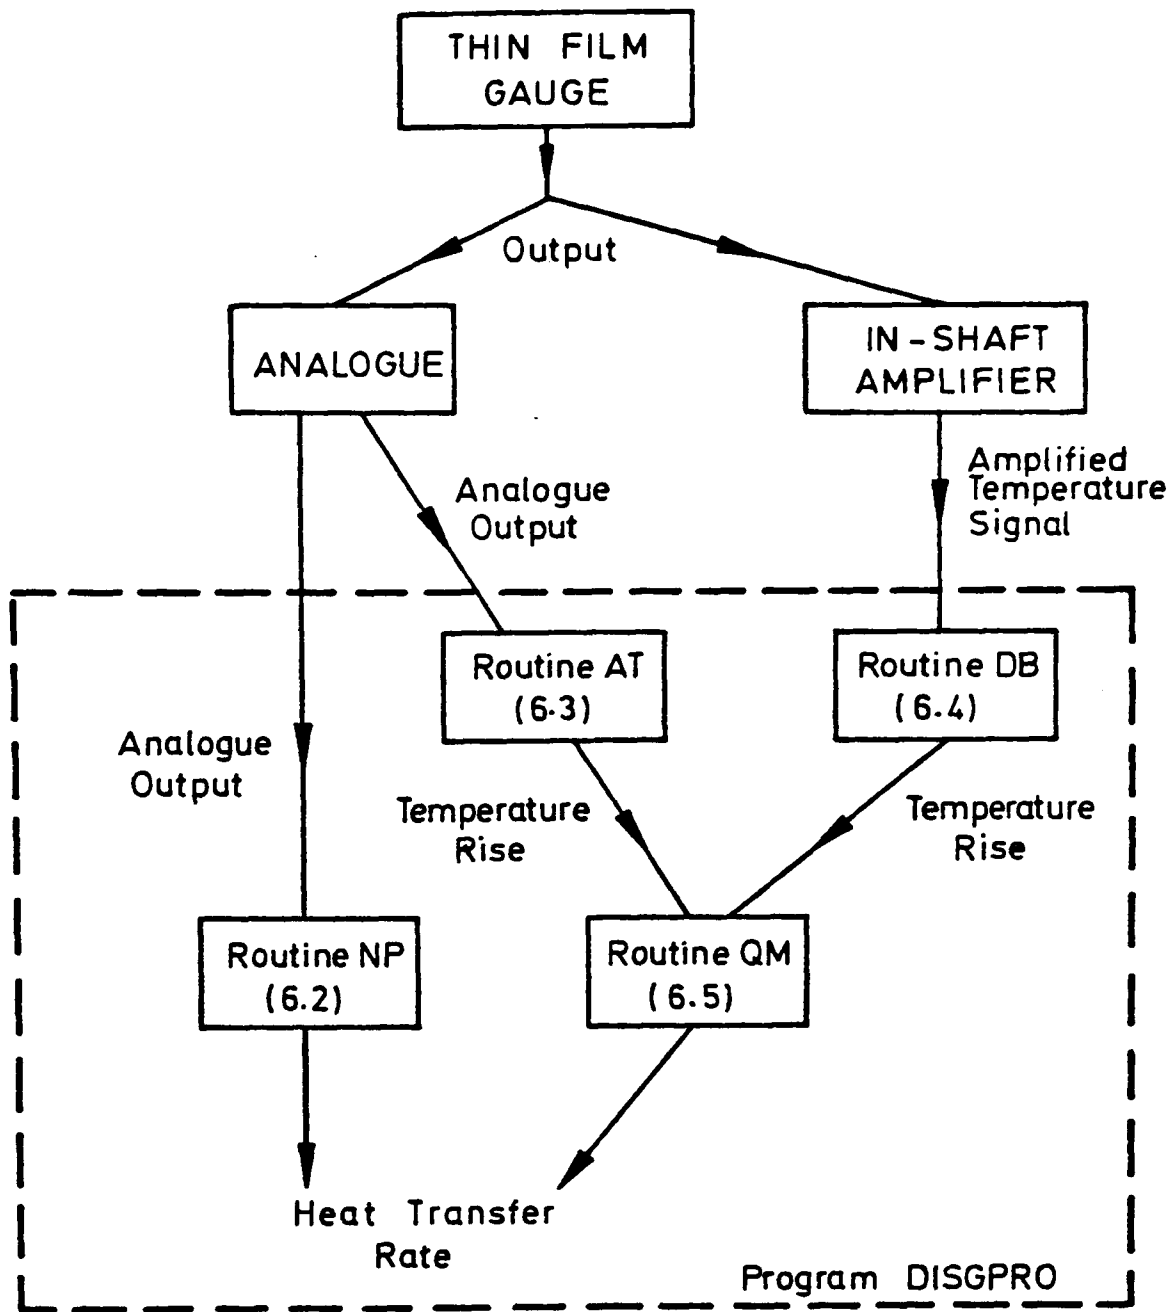 THIN FILM
GAUGE
Output
ANALOGUE
IN-SHAFT
AMPLIFIER
Analogue
Output
Amplified
Temperature
Signal
Routine AT
(6.3)
Routine DB
(6.4)
Analogue
Output
Temperature
Rise
Temperature
Rise
Routine NP
(6.2)
Routine QM
(6.5)
Heat Transfer
Rate
Program DISGPRO